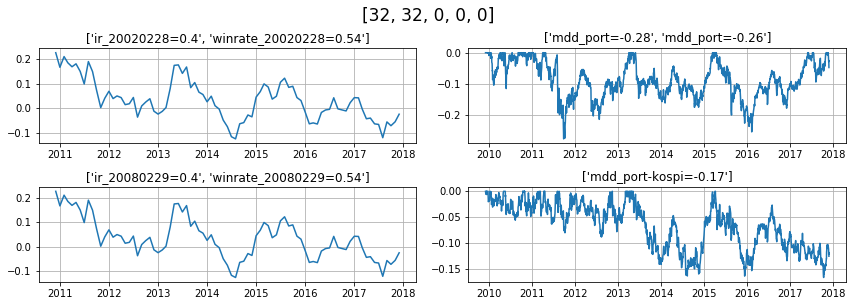 [32, 32, 0, 0, 0]
['ir_20020228=0.4', 'winrate_20020228=0.54']
0.2
0.1
0.0
−0.1
2011 2012 2013 2014 2015 2016 2017 2018
['mdd_port=-0.28', 'mdd_port=-0.26']
0.0
−0.1
−0.2
2010 2011 2012 2013 2014 2015 2016 2017 2018
['ir_20080229=0.4', 'winrate_20080229=0.54']
0.2
0.1
0.0
−0.1
2011 2012 2013 2014 2015 2016 2017 2018
['mdd_port-kospi=-0.17']
0.00
−0.05
−0.10
−0.15
2010 2011 2012 2013 2014 2015 2016 2017 2018